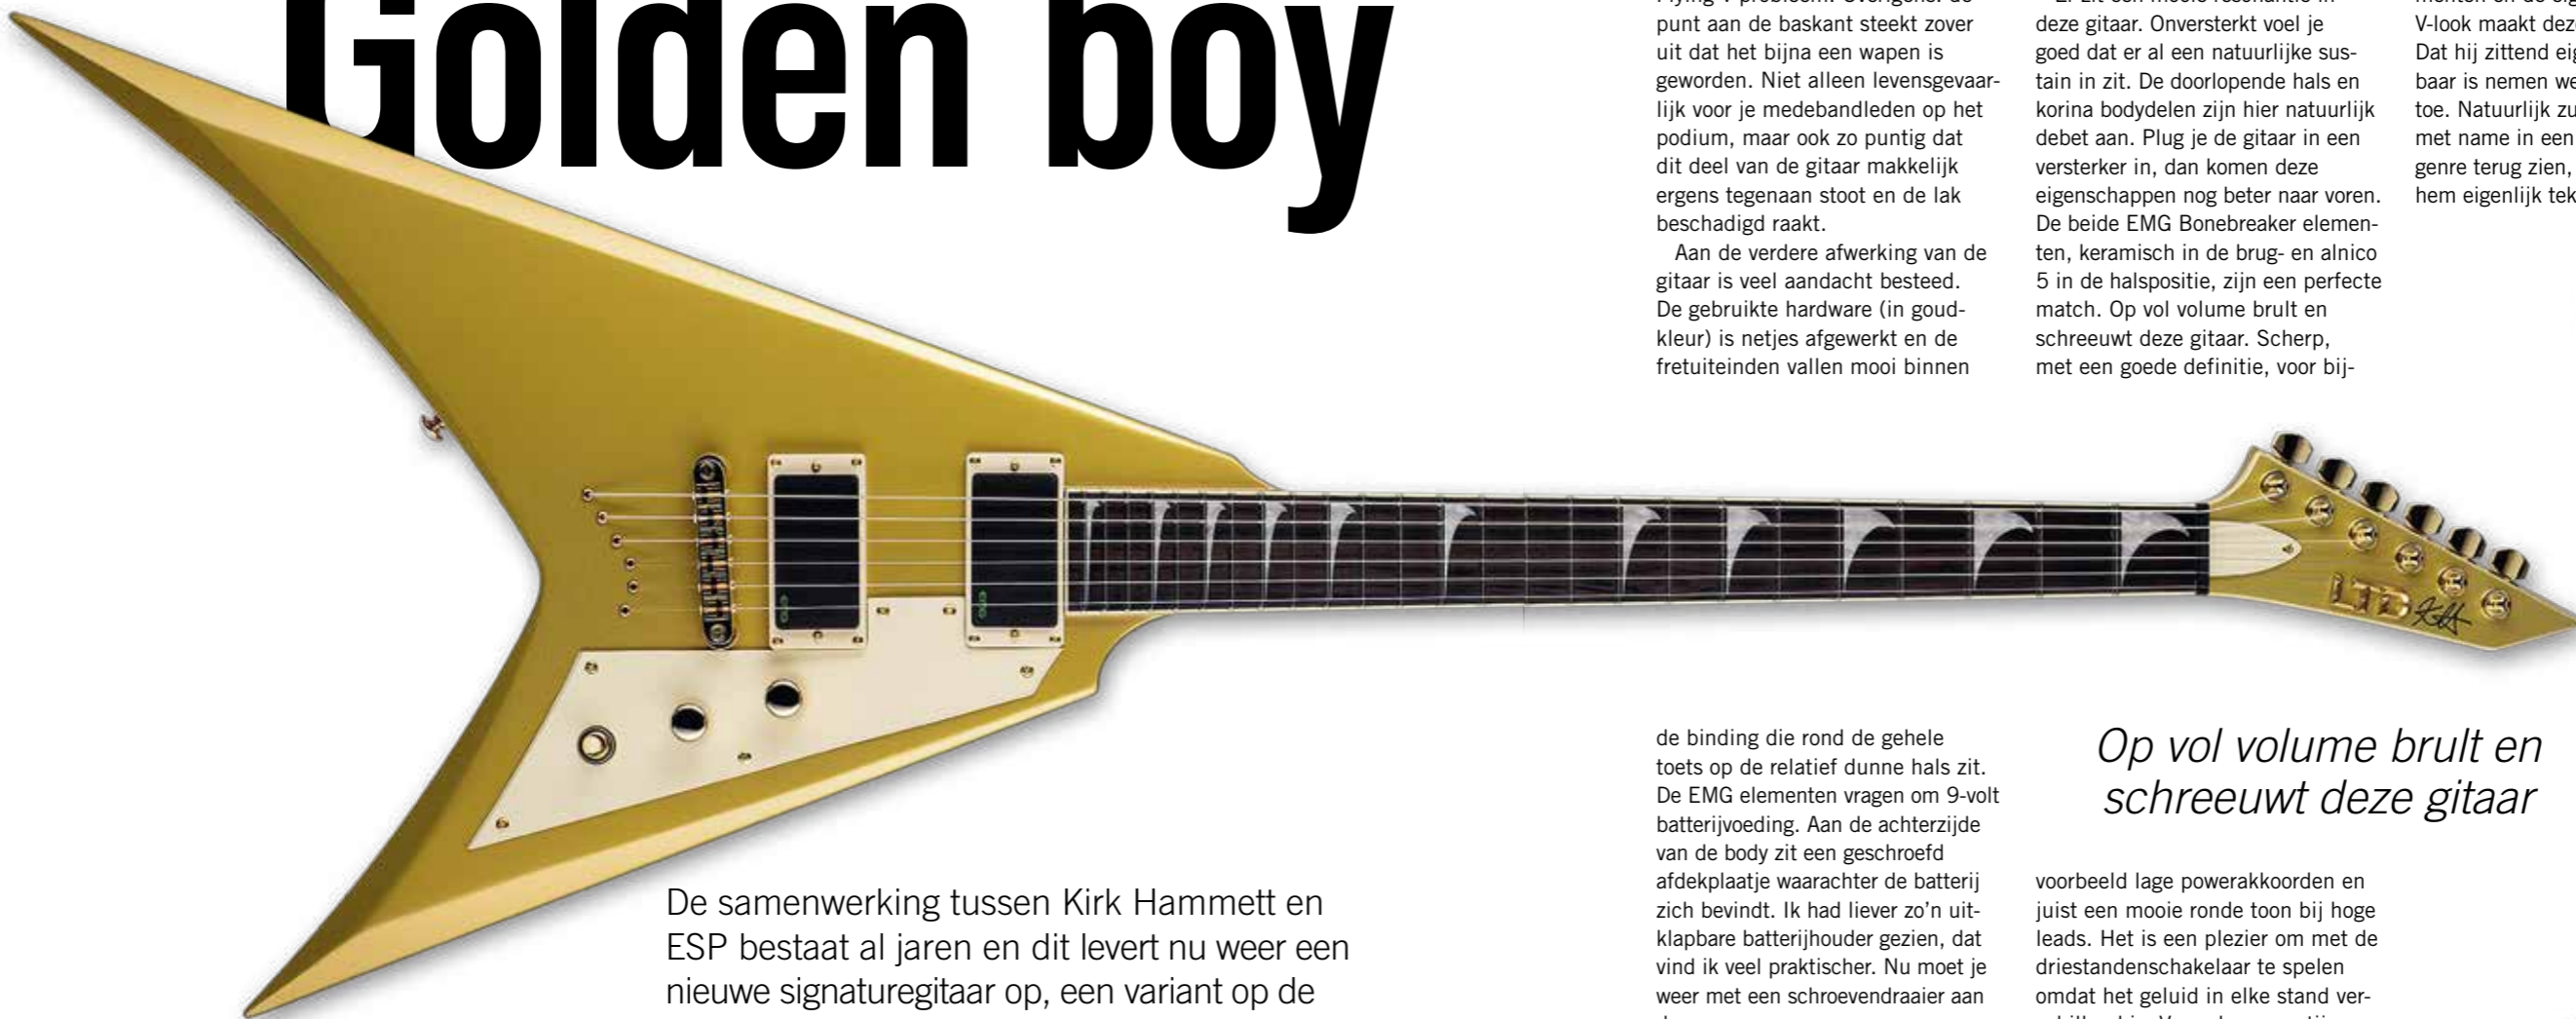 Golden boy
De samenwerking tussen Kirk Hammett en
ESP bestaat al jaren en dit levert nu weer een
nieuwe signaturegitaar op, een variant op de
punt aan de baskant steekt zover
uit dat het bijna een wapen is
geworden. Niet alleen levensgevaar-
lijk voor je medebandleden op het
podium, maar ook zo puntig dat
dit deel van de gitaar makkelijk
ergens tegenaan stoot en de lak
beschadigd raakt.
Aan de verdere afwerking van de
gitaar is veel aandacht besteed.
De gebruikte hardware (in goud-
kleur) is netjes afgewerkt en de
fretuiteinden vallen mooi binnen
de binding die rond de gehele
toets op de relatief dunne hals zit.
De EMG elementen vragen om 9-volt
batterijvoeding. Aan de achterzijde
van de body zit een geschroefd
afdekplaatje waarachter de batterij
zich bevindt. Ik had liever zo’n uit-
klapbare batterijhouder gezien, dat
vind ik veel praktischer. Nu moet je
weer met een schroevendraaier aan
deze gitaar. Onversterkt voel je
goed dat er al een natuurlijke sus-
tain in zit. De doorlopende hals en
korina bodydelen zijn hier natuurlijk
debet aan. Plug je de gitaar in een
versterker in, dan komen deze
eigenschappen nog beter naar voren.
De beide EMG Bonebreaker elemen-
ten, keramisch in de brug- en alnico
5 in de halspositie, zijn een perfecte
match. Op vol volume brult en
schreeuwt deze gitaar. Scherp,
met een goede definitie, voor bij-
Op vol volume brult en
schreeuwt deze gitaar
voorbeeld lage powerakkoorden en
juist een mooie ronde toon bij hoge
leads. Het is een plezier om met de
driestandenschakelaar te spelen
omdat het geluid in elke stand ver-
V-look maakt dez
Dat hij zittend eig
baar is nemen we
toe. Natuurlijk zu
met name in een
genre terug zien,
hem eigenlijk tek
LTD